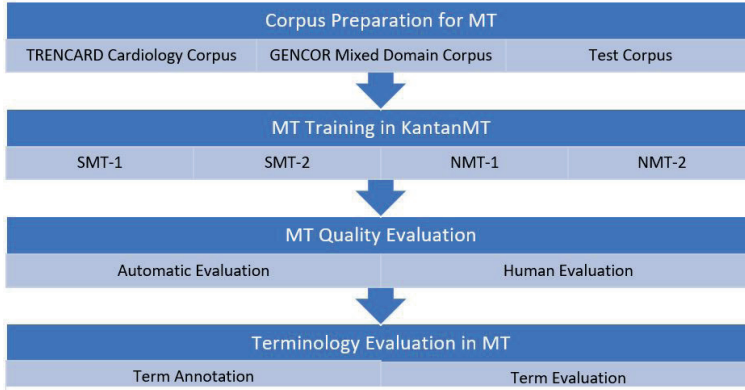 Corpus Preparation for MT
TRENCARD Cardiology Corpus GENCOR Mixed Domain Corpus Test Corpus
MT Training in KantanMT
SMT-1 SMT-2 NMT-1 NMT-2
MT Quality Evaluation
Automatic Evaluation Human Evaluation
Terminology Evaluation in MT
Term Annotation Term Evaluation